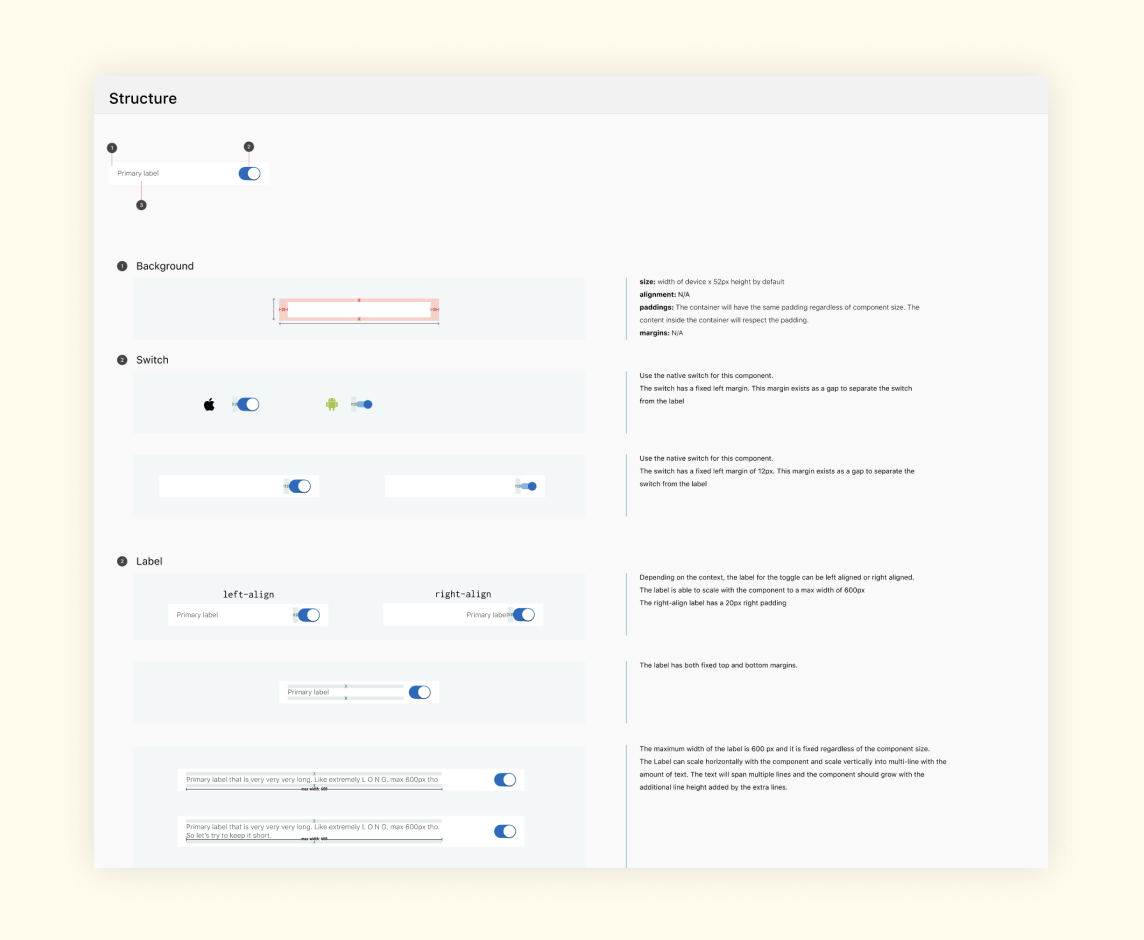 Structure
1
2
Primary label
3
1 Background
size: width of device x 52px height by default
alignment: N/A
paddings: The container will have the same padding regardless of component size. The
content inside the container will respect the padding.
margins: N/A
2 Switch
Use the native switch for this component.
The switch has a fixed left margin. This margin exists as a gap to separate the switch
from the label
Use the native switch for this component.
The switch has a fixed left margin of 12px. This margin exists as a gap to separate the
switch from the label
Label
left-align
right-align
Primary label
Primary label
Depending on the context, the label for the toggle can be left aligned or right aligned.
The label is able to scale with the component to a max width of 600px
The right-align label has a 20px right padding
Primary label
The label has both fixed top and bottom margins.
Primary label that is very very very long. Like extremely L O N G. max 600px tho
max width: 600
Primary label that is very very very long. Like extremely L O N G. max 600px tho.
So let's try to keep it short.
max width: 600
The maximum width of the label is 600 px and it is fixed regardless of the component size.
The Label can scale horizontally with the component and scale vertically into multi-line with the
amount of text. The text will span multiple lines and the component should grow with the
additional line height added by the extra lines.